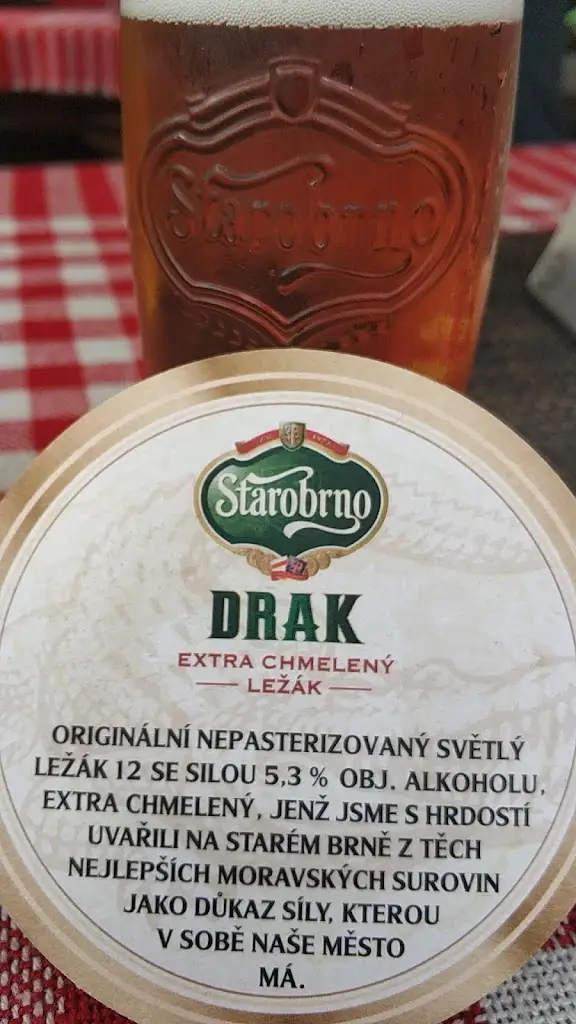 Starobrno
Starobrno
DRAK
EXTRA CHMELENÝ
LEŽÁK
ORIGINÁLNÍ NEPASTERIZOVANÝ SVĚTLÝ
LEŽÁK 12 SE SILOU 5,3 % OBJ. ALKOHOLU,
EXTRA CHMELENÝ, JENŽ JSME S HRDOSTÍ
UVAŘILI NA STARÉM BRNĚ Z TĚCH
NEJLEPŠÍCH MORAVSKÝCH SUROVIN
JAKO DŮKAZ SÍLY, KTEROU
V SOBĚ NAŠE MĚSTO
MÁ.